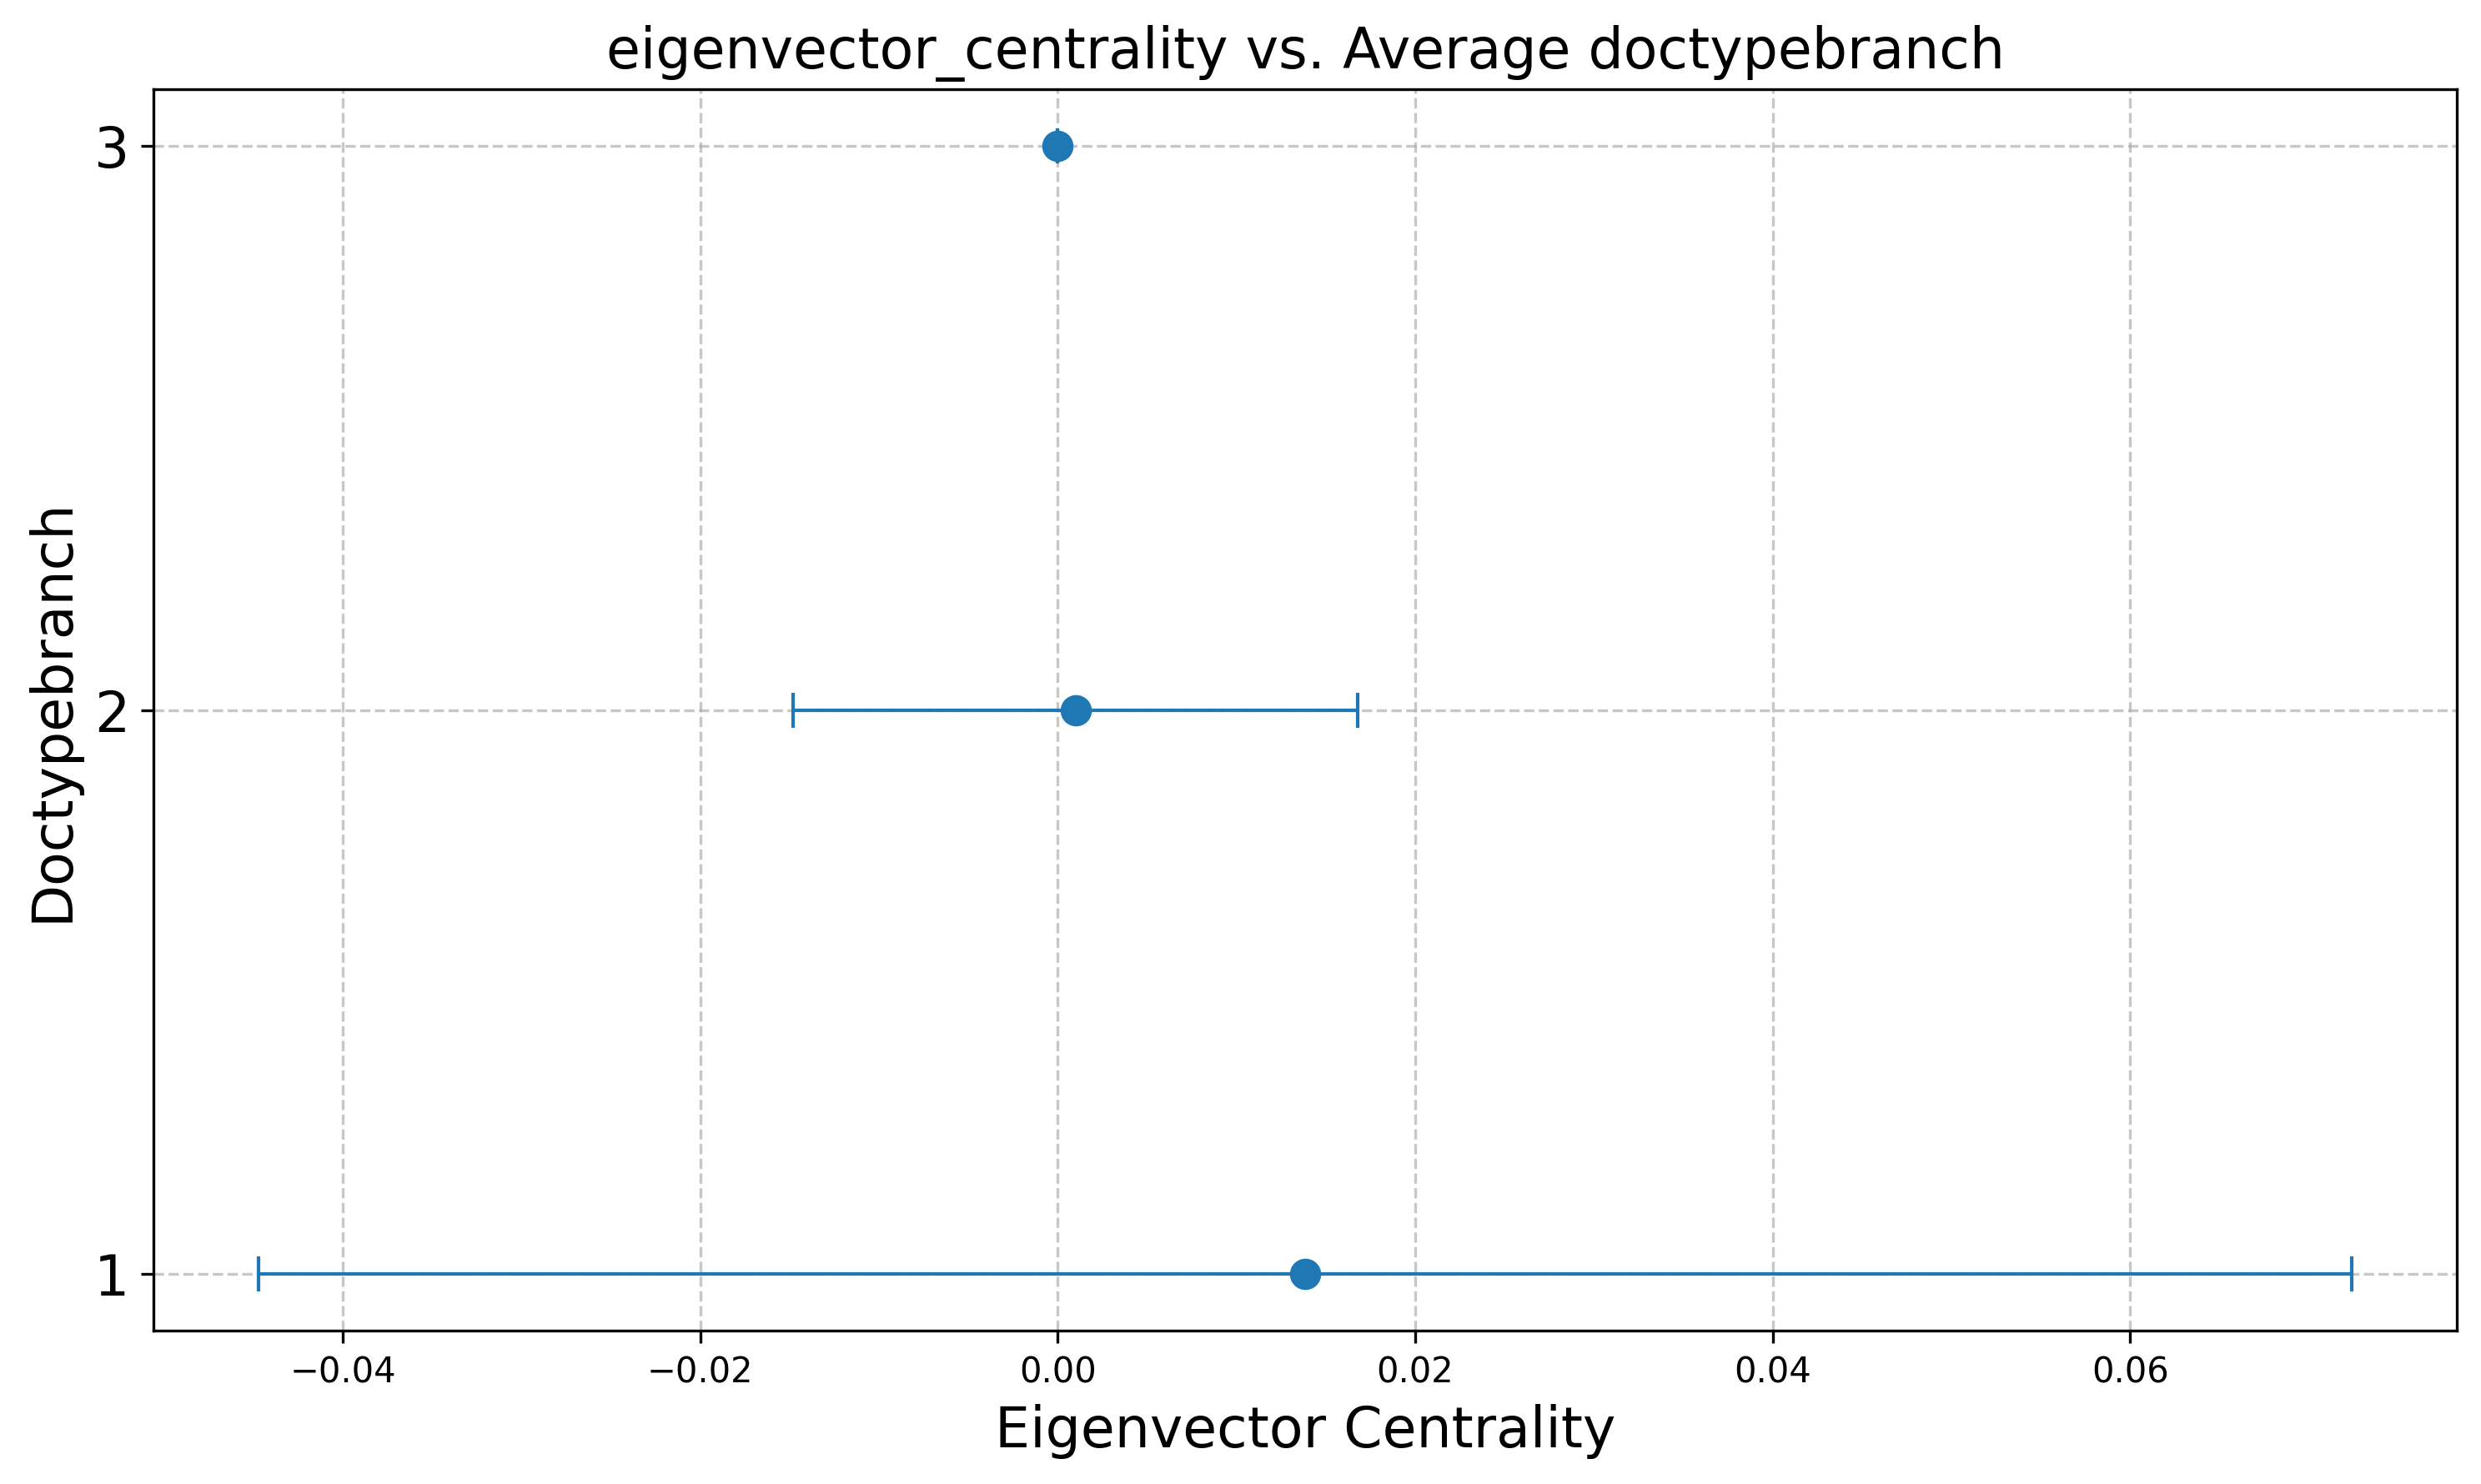 eigenvector_centrality vs. Average doctypebranch
3
2
1
Doctypebranch
−0.04 −0.02 0.00 0.02 0.04 0.06
Eigenvector Centrality